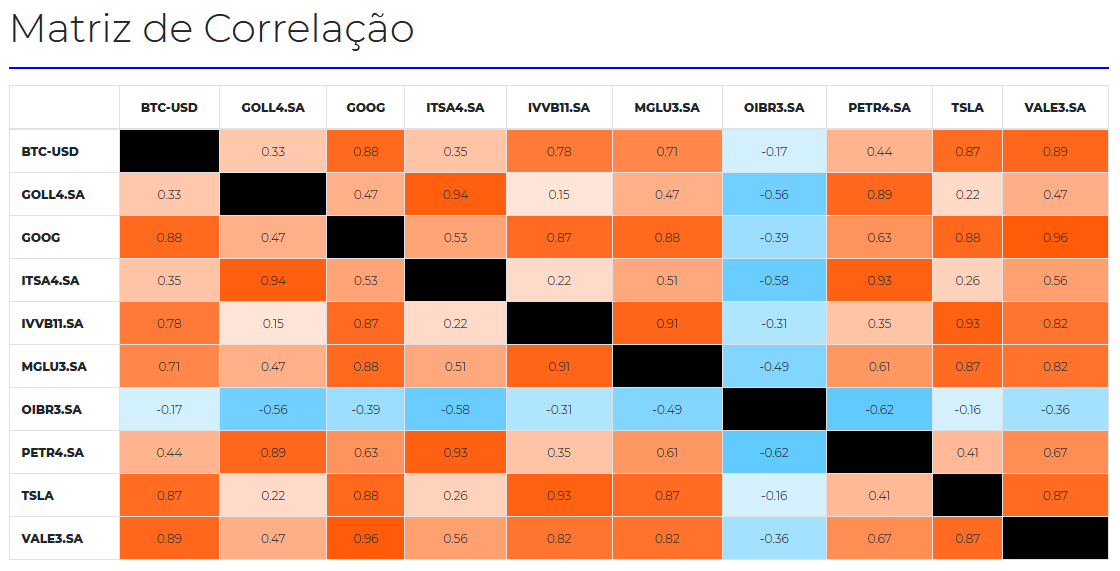 Matriz de Correlação
BTC-USD GOLL4.SA GOOG ITSA4.SA IVVB11.SA MGLU3.SA OIBR3.SA PETR4.SA TSLA VALE3.SA
BTC-USD 0.33 0.88 0.35 0.78 0.71 -0.17 0.44 0.87 0.89
GOLL4.SA 0.33 0.47 0.94 0.15 0.47 -0.56 0.89 0.22 0.47
GOOG 0.88 0.47 0.53 0.87 0.88 -0.39 0.63 0.88 0.96
ITSA4.SA 0.35 0.94 0.53 0.22 0.51 -0.58 0.93 0.26 0.56
IVVB11.SA 0.78 0.15 0.87 0.22 0.91 -0.31 0.35 0.93 0.82
MGLU3.SA 0.71 0.47 0.88 0.51 0.91 -0.49 0.61 0.87 0.82
OIBR3.SA -0.17 -0.56 -0.39 -0.58 -0.31 -0.49 -0.62 -0.16 -0.36
PETR4.SA 0.44 0.89 0.63 0.93 0.35 0.61 -0.62 0.41 0.67
TSLA 0.87 0.22 0.88 0.26 0.93 0.87 -0.16 0.41 0.87
VALE3.SA 0.89 0.47 0.96 0.56 0.82 0.82 -0.36 0.67 0.87